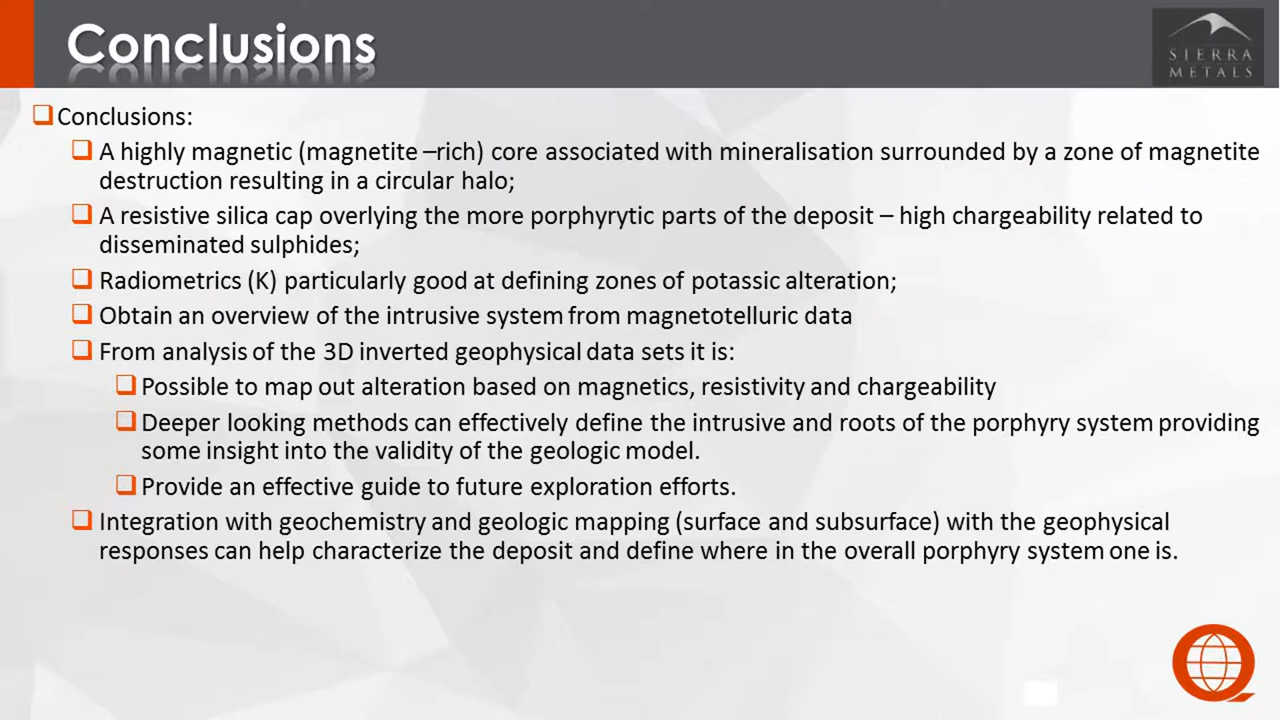 Conclusions
SIERRA
METALS
Conclusions:
A highly magnetic (magnetite –rich) core associated with mineralisation surrounded by a zone of magnetite
destruction resulting in a circular halo;
A resistive silica cap overlying the more porphyrytic parts of the deposit – high chargeability related to
disseminated sulphides;
Radiometrics (K) particularly good at defining zones of potassic alteration;
Obtain an overview of the intrusive system from magnetotelluric data
From analysis of the 3D inverted geophysical data sets it is:
Possible to map out alteration based on magnetics, resistivity and chargeability
Deeper looking methods can effectively define the intrusive and roots of the porphyry system providing
some insight into the validity of the geologic model.
Provide an effective guide to future exploration efforts.
Integration with geochemistry and geologic mapping (surface and subsurface) with the geophysical
responses can help characterize the deposit and define where in the overall porphyry system one is.